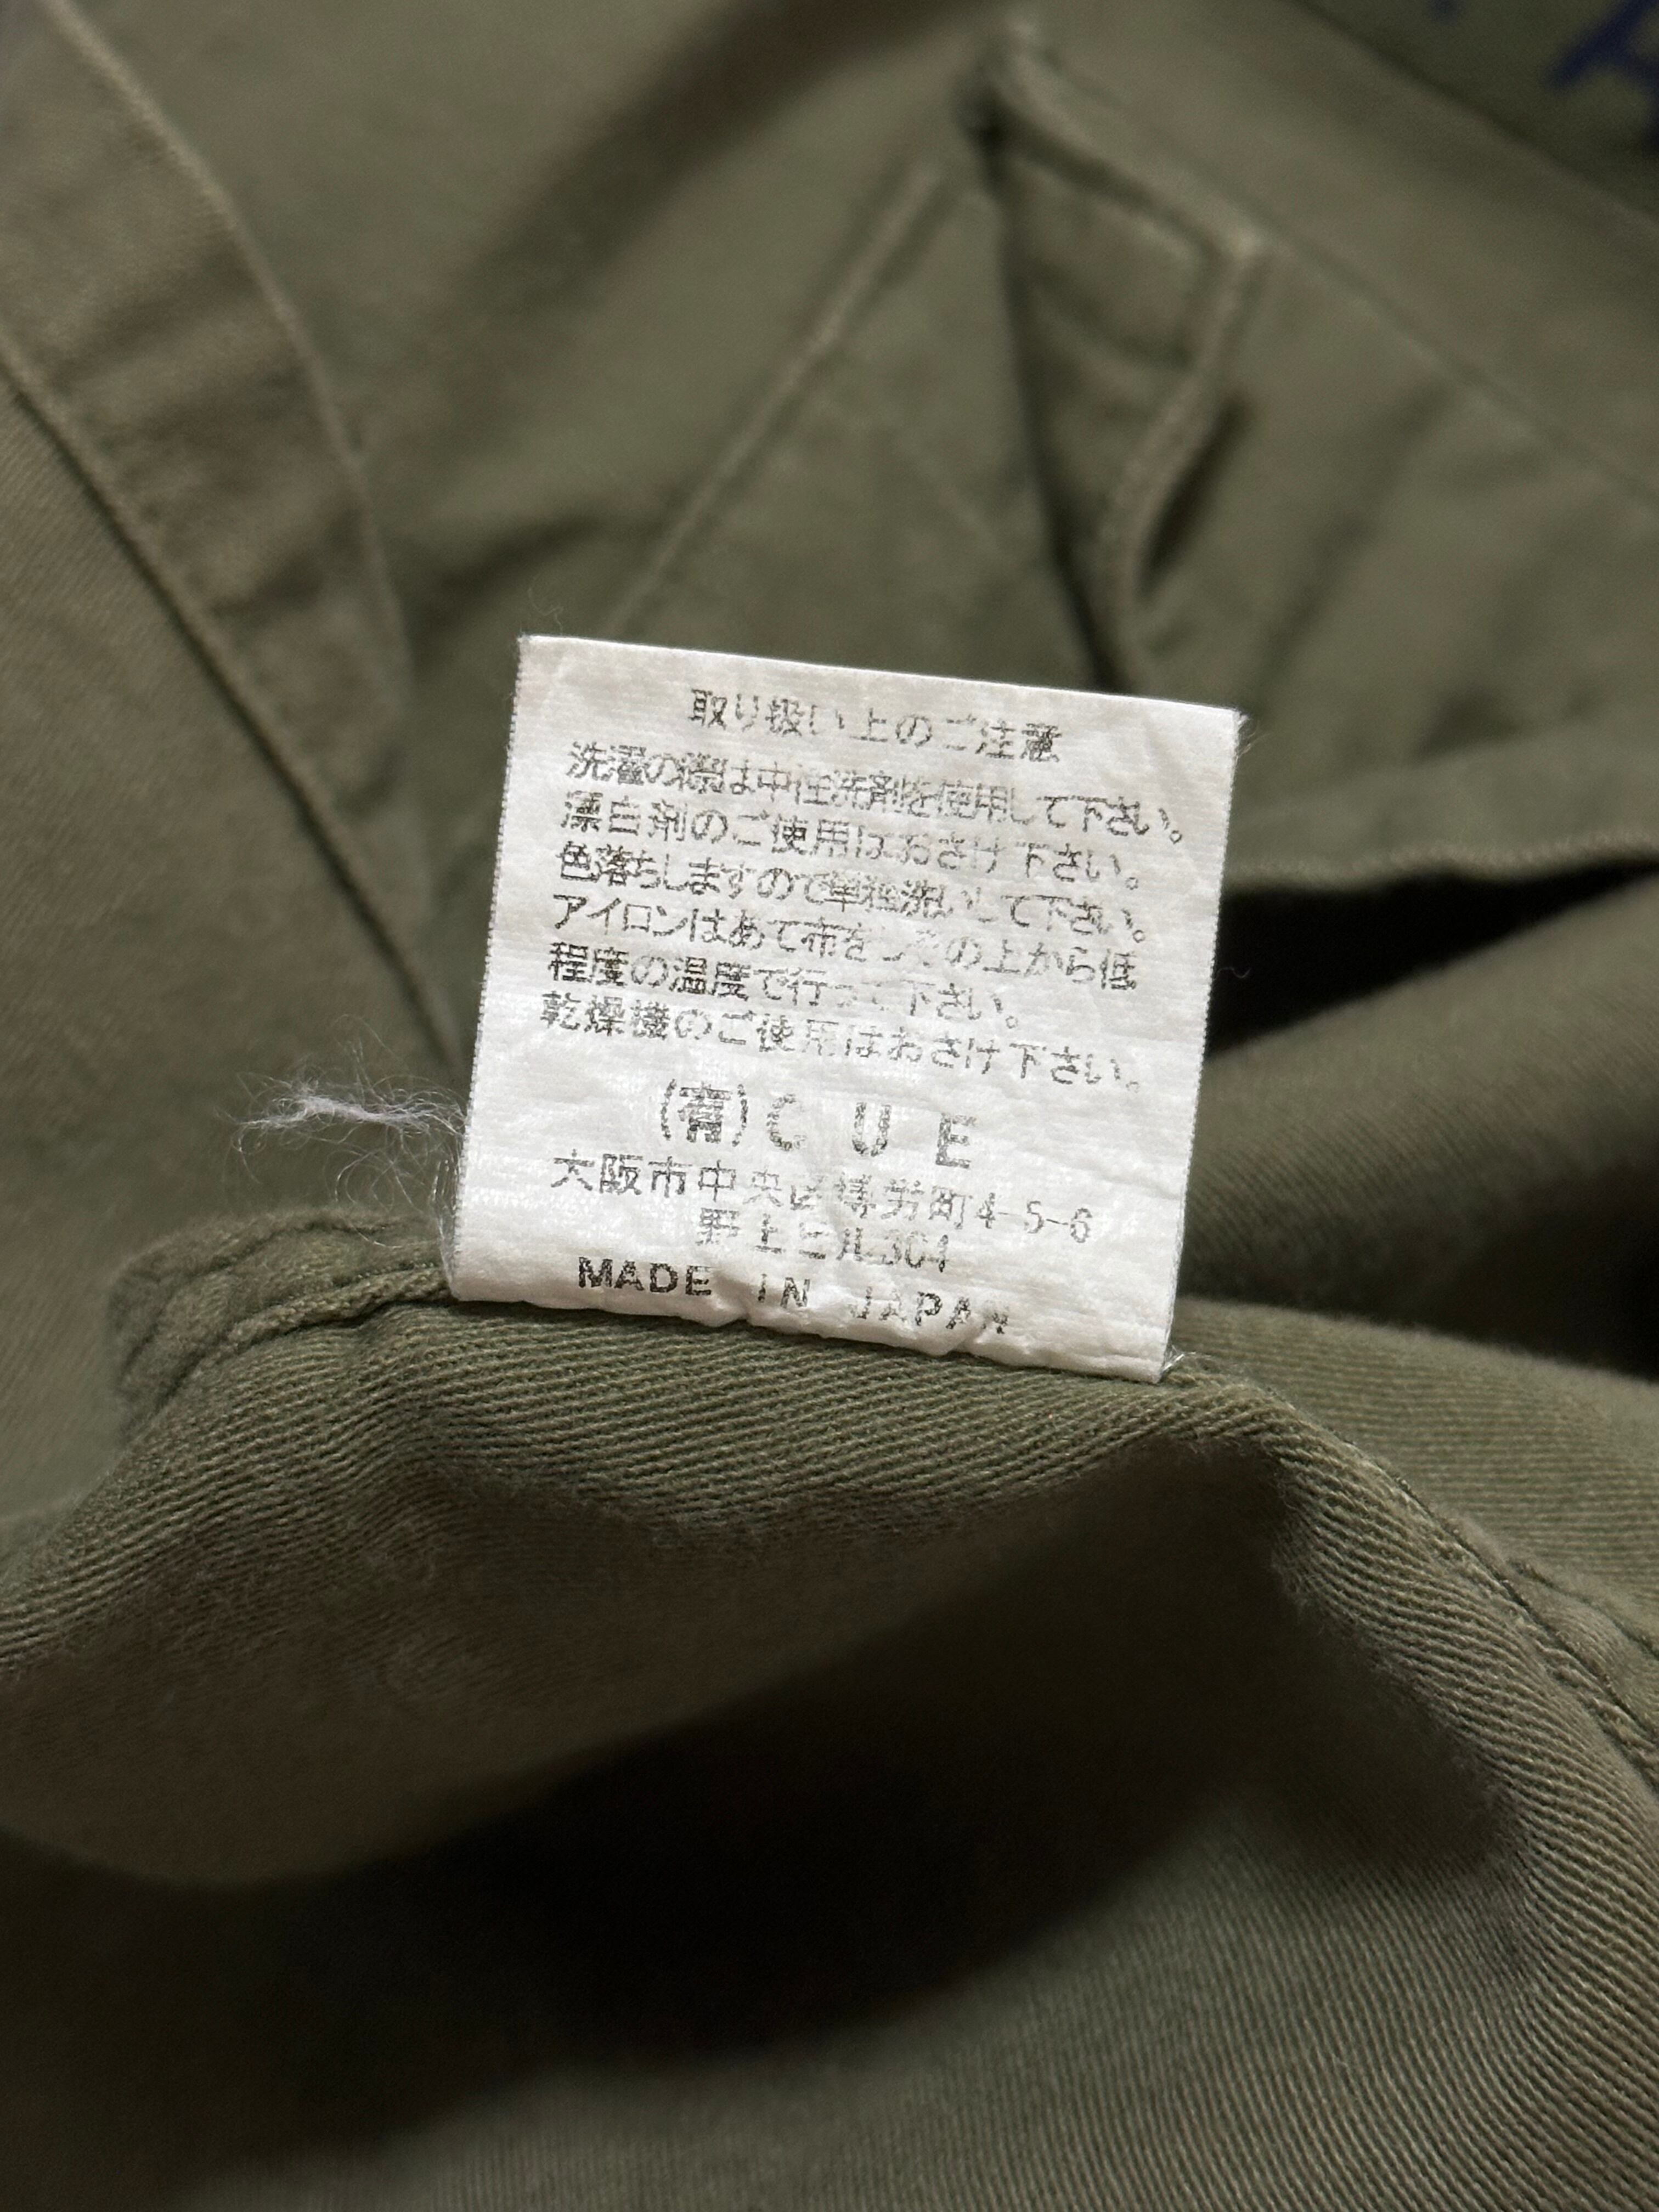 取り扱い上のご注意
洗濯の際は中性洗剤を使用して下さい。
漂白剤のご使用はおさけ下さい。
色落ちしますので単独洗いして下さい。
アイロンはあて布をしその上から低
程度の温度で行って下さい。
乾燥機のご使用はおさけ下さい。
(有)CUE
大阪市中央区博労町4-5-6
野上ビル304
MADE IN JAPAN